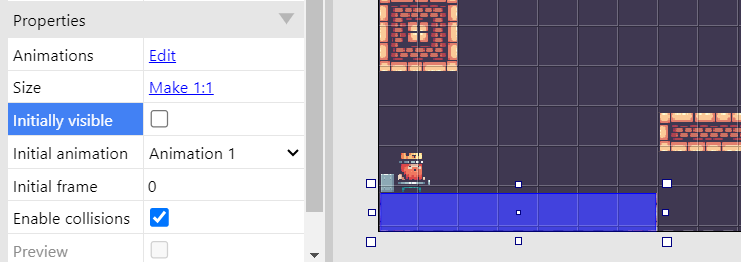 Properties
Animations Edit
Size Make 1:1
Initially visible
Initial animation Animation 1
Initial frame 0
Enable collisions
Preview